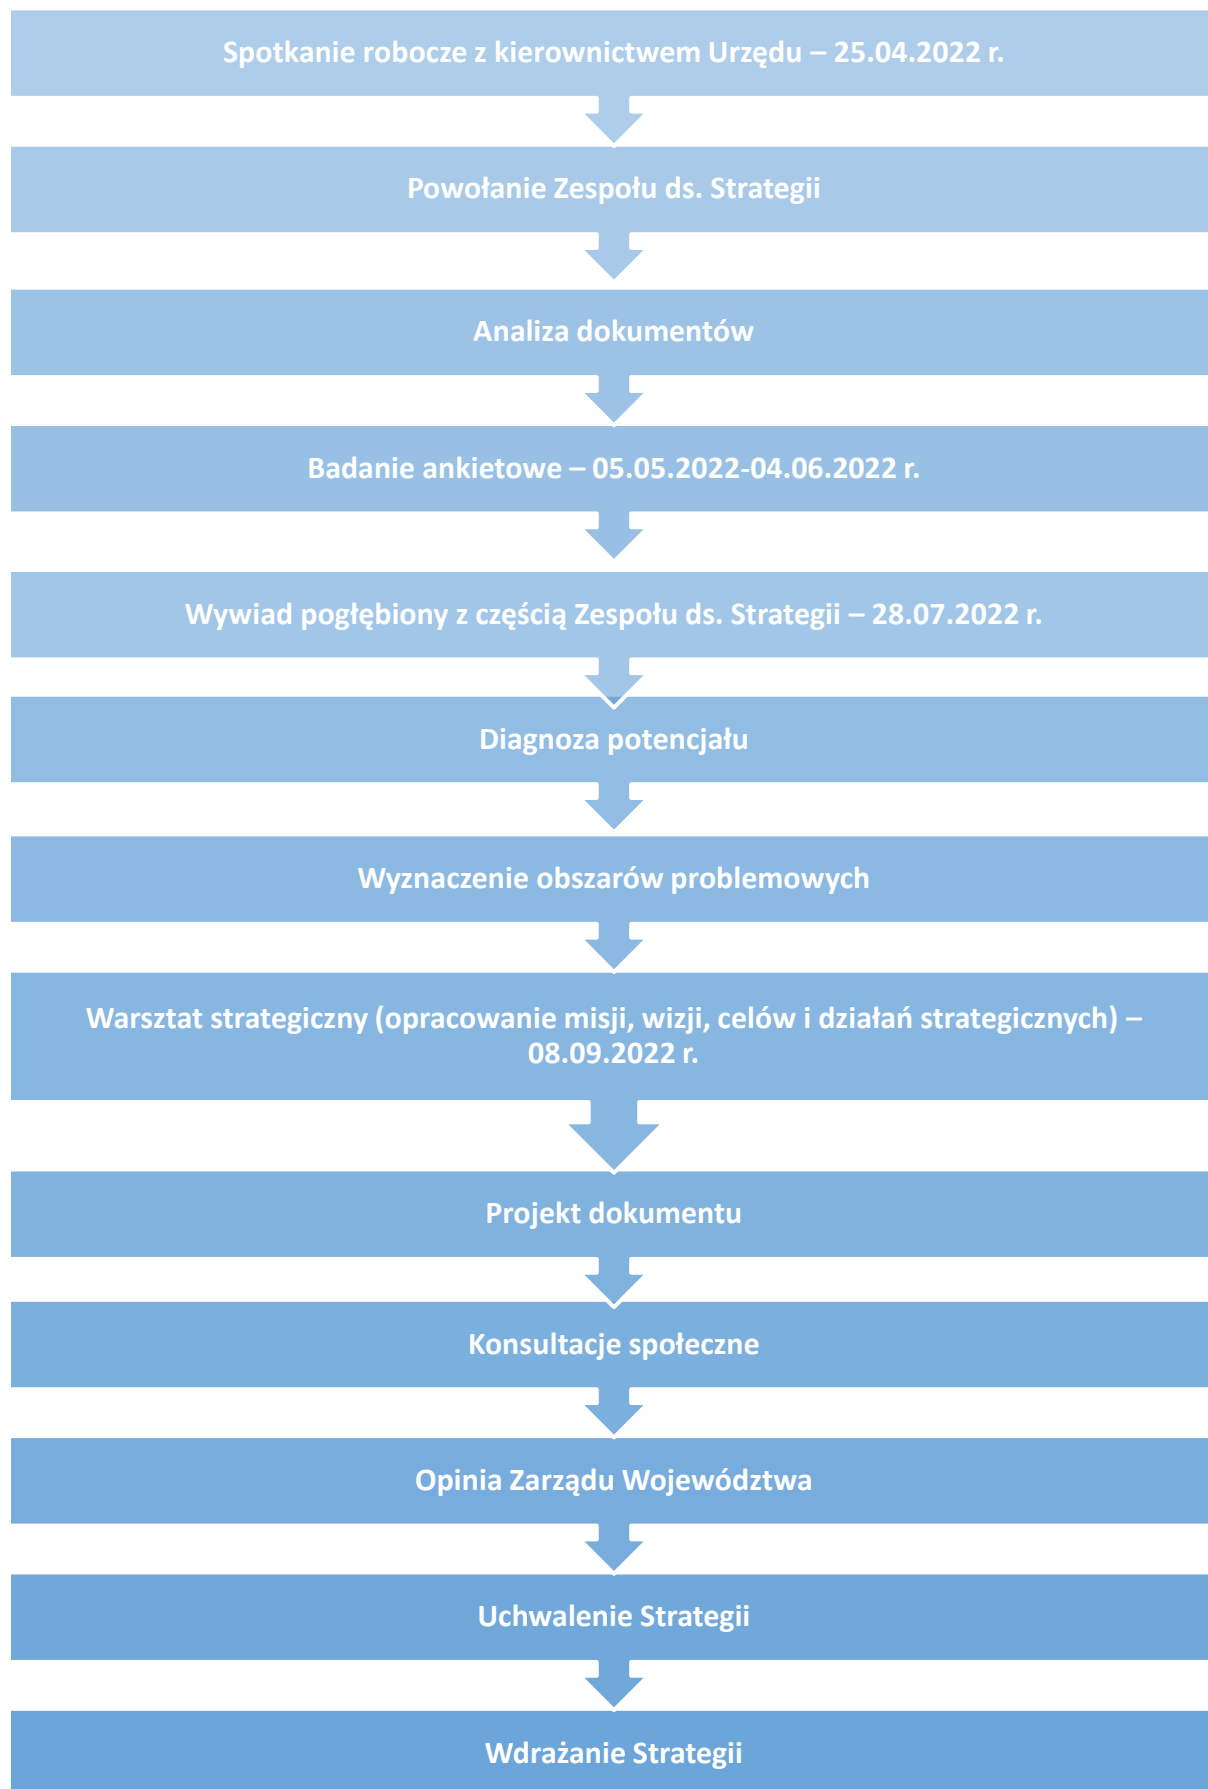 Spotkanie robocze z kierownictwem Urzędu – 25.04.2022 r.
Powołanie Zespołu ds. Strategii
Analiza dokumentów
Badanie ankietowe – 05.05.2022-04.06.2022 r.
Wywiad pogłębiony z częścią Zespołu ds. Strategii – 28.07.2022 r.
Diagnoza potencjału
Wyznaczenie obszarów problemowych
Warsztat strategiczny (opracowanie misji, wizji, celów i działań strategicznych) –
08.09.2022 r.
Projekt dokumentu
Konsultacje społeczne
Opinia Zarządu Województwa
Uchwalenie Strategii
Wdrażanie Strategii